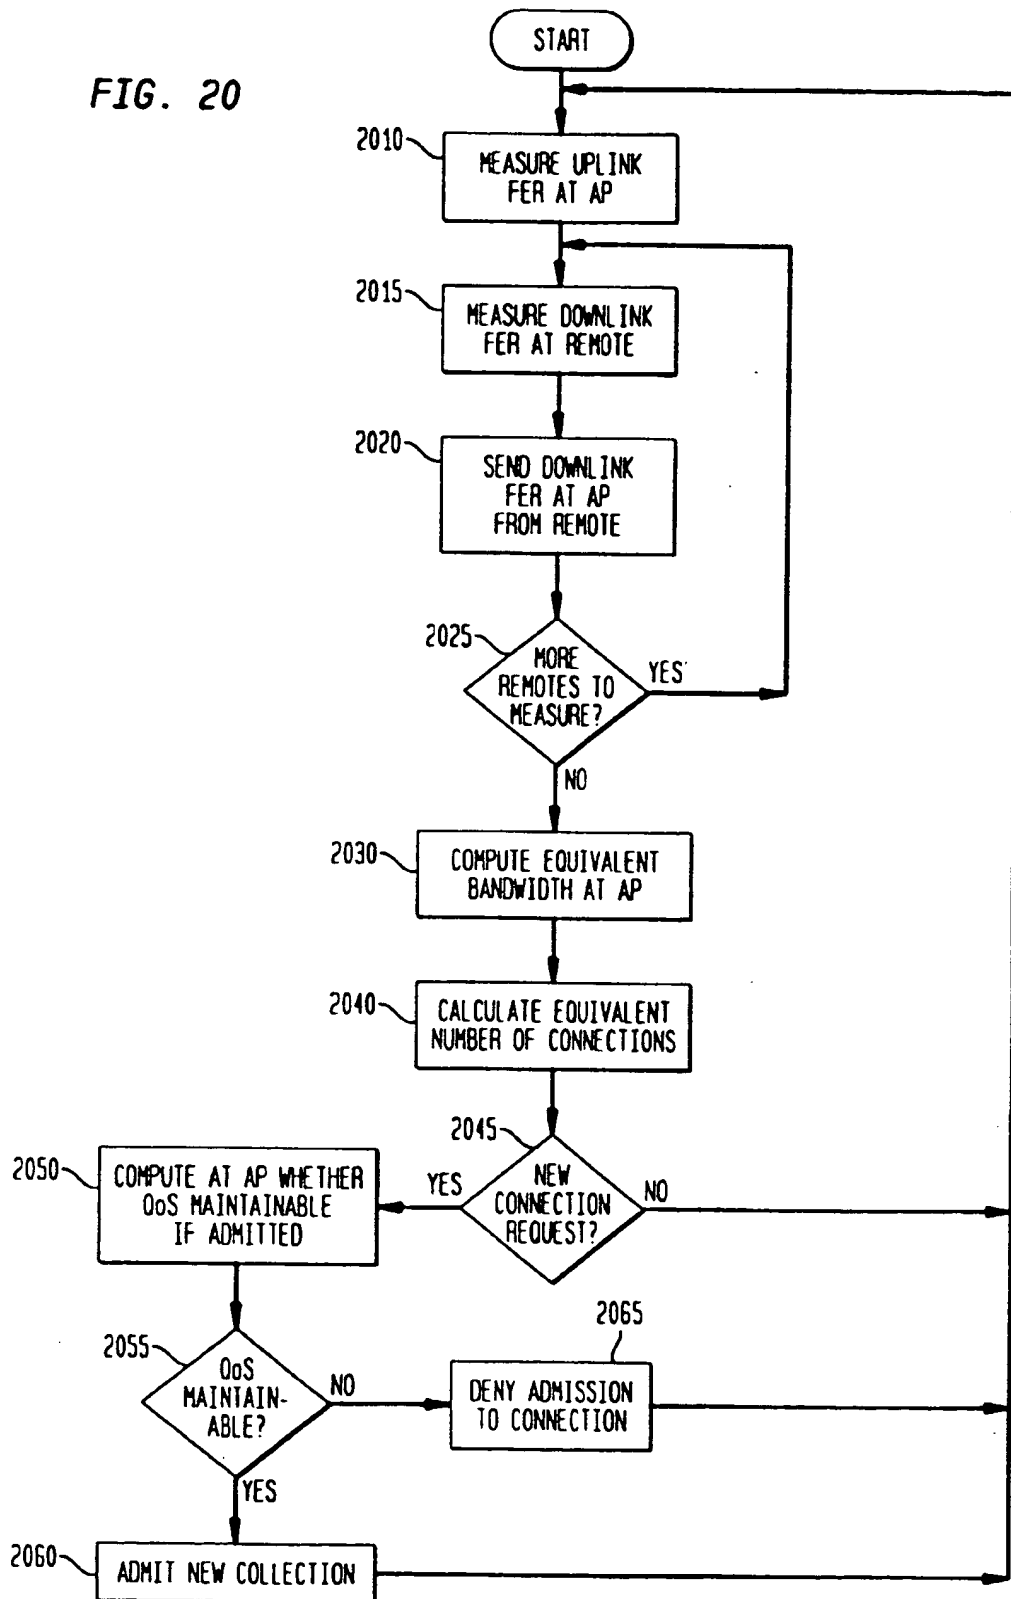 START
FIG. 20
2010
MEASURE UPLINK
FER AT AP
2015
MEASURE DOWNLINK
FER AT REMOTE
2020
SEND DOWNLINK
FER AT AP
FROM REMOTE
2025
MORE
REMOTES TO
MEASURE?
YES
NO
2030
COMPUTE EQUIVALENT
BANDWIDTH AT AP
2040
CALCULATE EQUIVALENT
NUMBER OF CONNECTIONS
2045
NEW
CONNECTION
REQUEST?
YES
NO
2050
COMPUTE AT AP WHETHER
QoS MAINTAINABLE
IF ADMITTED
2055
QoS
MAINTAIN-
ABLE?
NO
YES
2065
DENY ADMISSION
TO CONNECTION
2060
ADMIT NEW COLLECTION